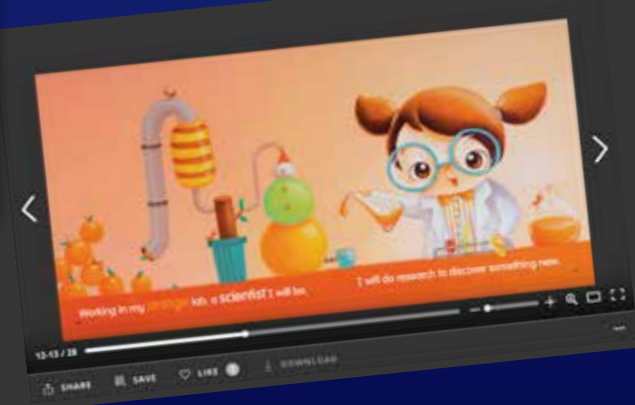 Working in my orange lab, a scientist I will be.
I will do research to discover something new.
12-13 / 28
SHARE
SAVE
LIKE
DOWNLOAD